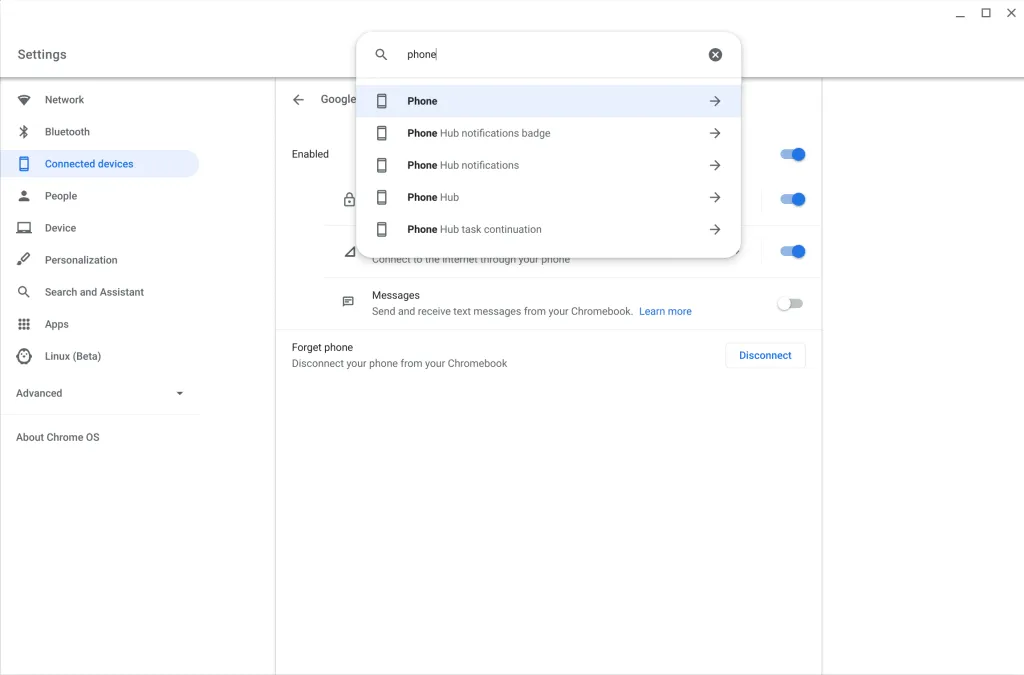 Settings
phone
Network
Bluetooth
Connected devices
People
Device
Personalization
Search and Assistant
Apps
Linux (Beta)
Advanced
About Chrome OS
Google
Phone
Phone Hub notifications badge
Phone Hub notifications
Phone Hub
Phone Hub task continuation
Enabled
Connect to the internet through your phone
Messages
Send and receive text messages from your Chromebook. Learn more
Forget phone
Disconnect your phone from your Chromebook
Disconnect